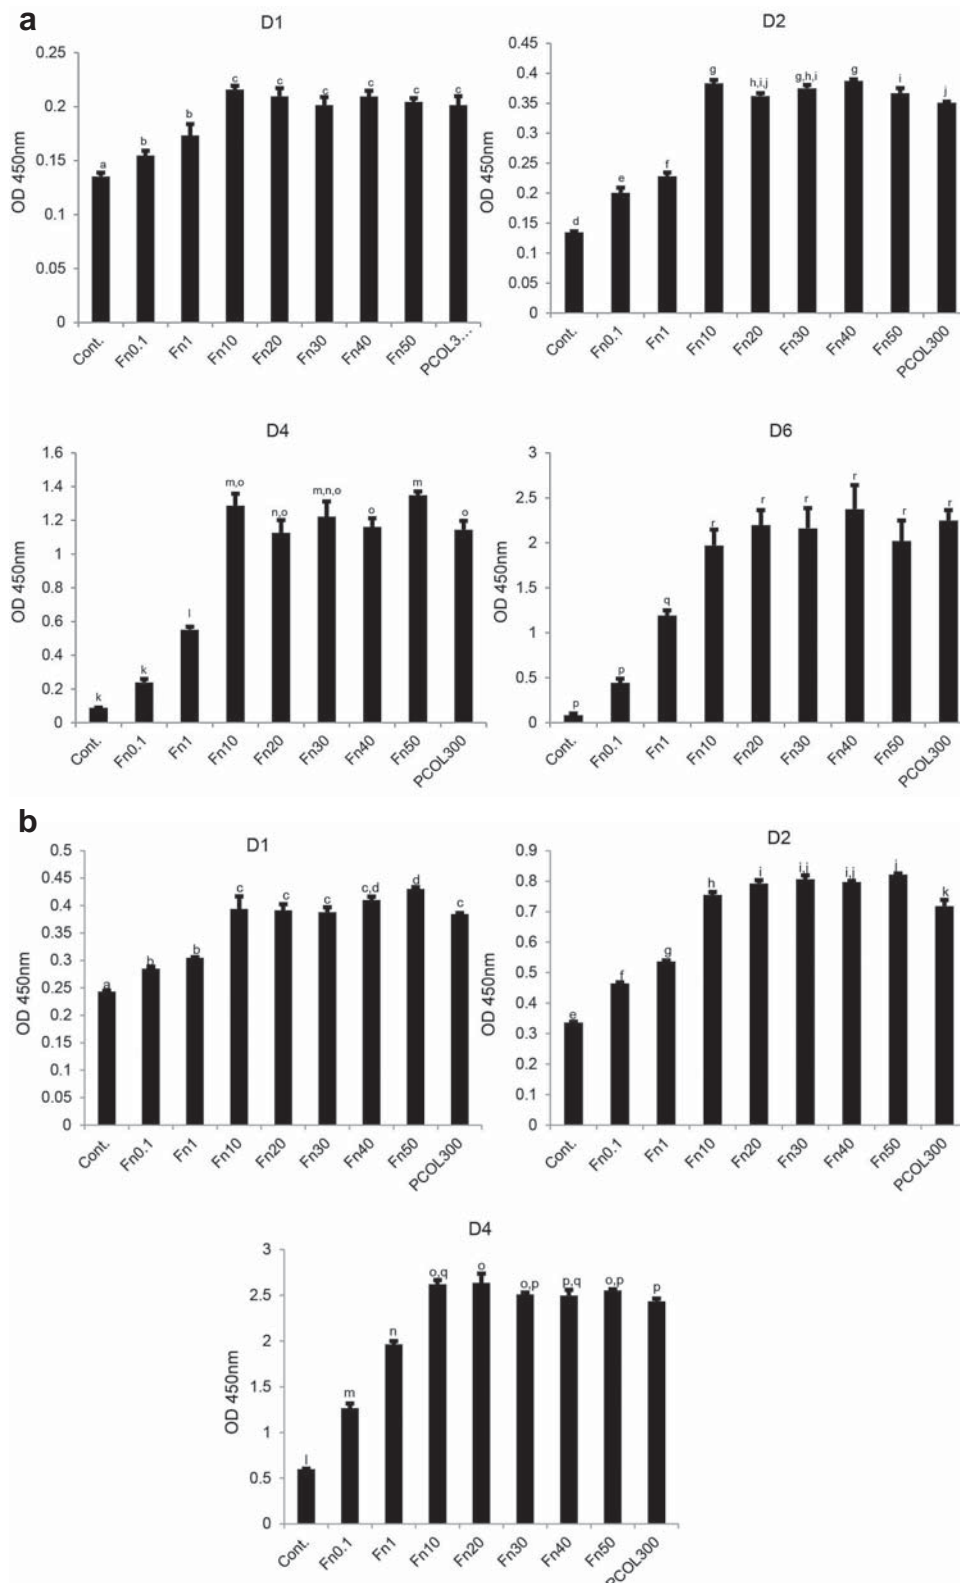 a
D1
0.25
0.2
0.15
0.1
0.05
0
OD 450nm
a
b
b
c
c
c
c
c
c
Cont.
Fn0.1
Fn1
Fn10
Fn20
Fn30
Fn40
Fn50
PCOL3...
D2
0.45
0.4
0.35
0.3
0.25
0.2
0.15
0.1
0.05
0
OD 450nm
d
e
f
g
h,i,j
g,h,i
g
i
j
Cont.
Fn0.1
Fn1
Fn10
Fn20
Fn30
Fn40
Fn50
PCOL300
D4
1.6
1.4
1.2
1
0.8
0.6
0.4
0.2
0
OD 450nm
k
k
l
m,o
n,o
m,n,o
o
m
o
Cont.
Fn0.1
Fn1
Fn10
Fn20
Fn30
Fn40
Fn50
PCOL300
D6
3
2.5
2
1.5
1
0.5
0
OD 450nm
p
p
q
r
r
r
r
r
r
Cont.
Fn0.1
Fn1
Fn10
Fn20
Fn30
Fn40
Fn50
PCOL300
b
D1
0.5
0.45
0.4
0.35
0.3
0.25
0.2
0.15
0.1
0.05
0
OD 450nm
a
b
b
c
c
c
c,d
d
c
Cont.
Fn0.1
Fn1
Fn10
Fn20
Fn30
Fn40
Fn50
PCOL300
D2
0.9
0.8
0.7
0.6
0.5
0.4
0.3
0.2
0.1
0
OD 450nm
e
f
g
h
i
i,j
i,j
j
k
Cont.
Fn0.1
Fn1
Fn10
Fn20
Fn30
Fn40
Fn50
PCOL300
D4
3
2.5
2
1.5
1
0.5
0
OD 450nm
l
m
n
o,q
o
o,p
p,q
o,p
p
Cont.
Fn0.1
Fn1
Fn10
Fn20
Fn30
Fn40
Fn50
PCOL300